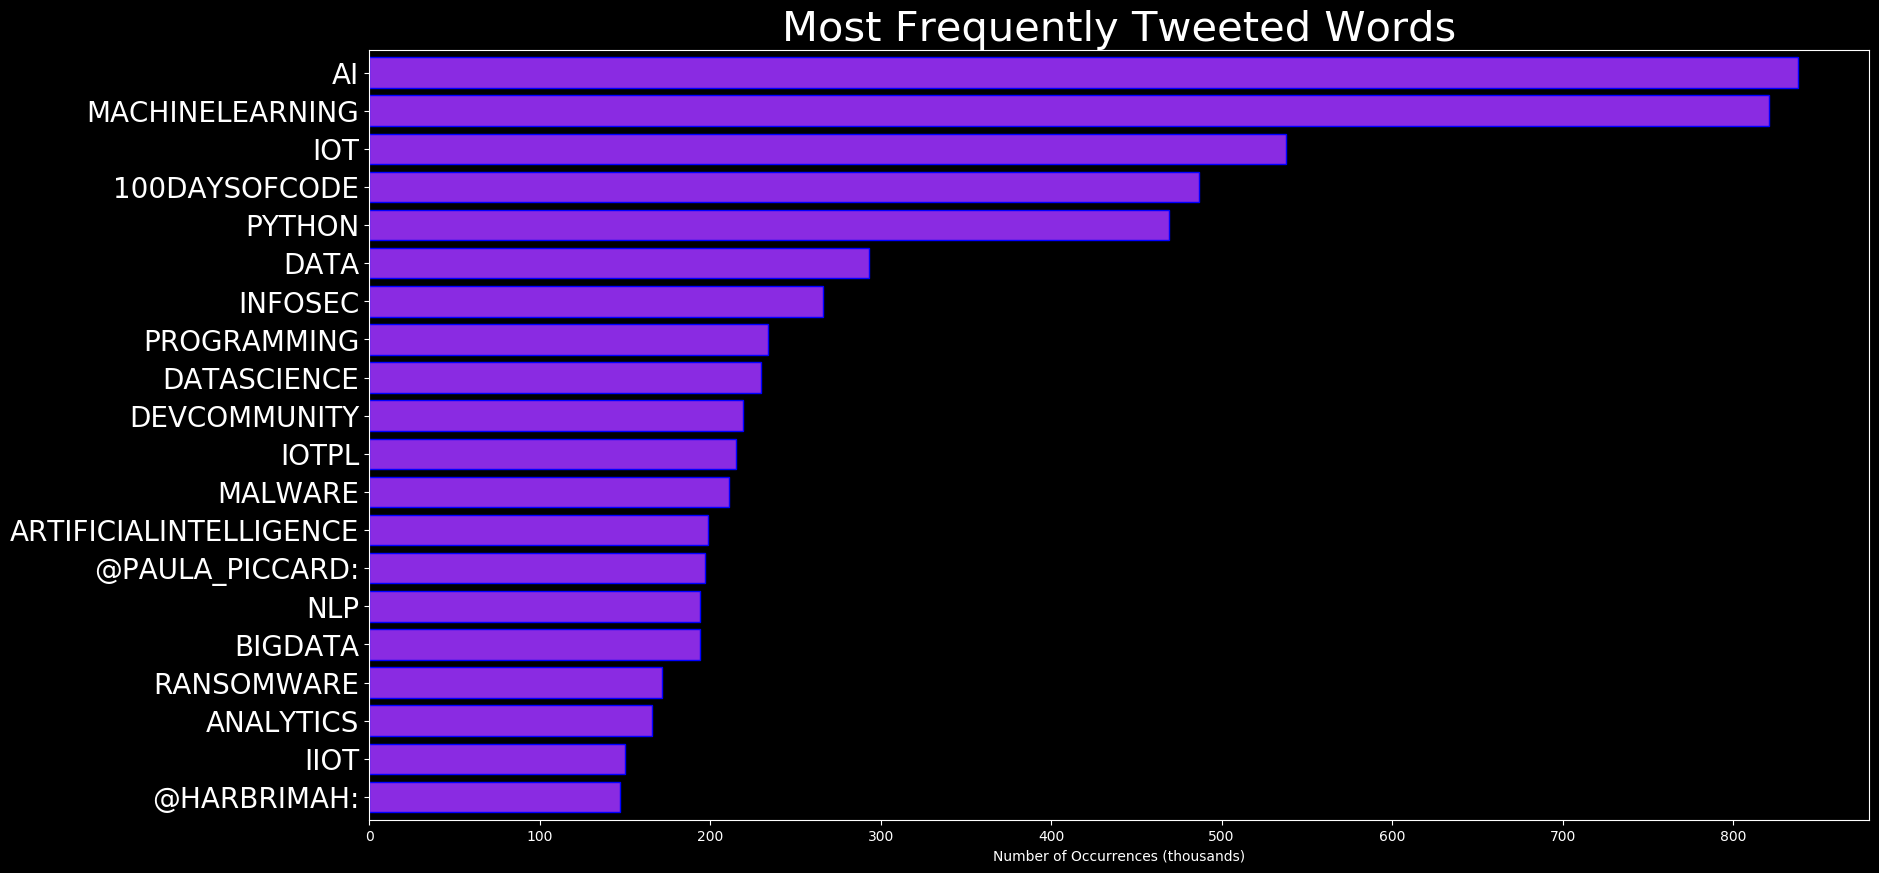 Most Frequently Tweeted Words
AI
MACHINELEARNING
IOT
100DAYSOFCODE
PYTHON
DATA
INFOSEC
PROGRAMMING
DATASCIENCE
DEVCOMMUNITY
IOTPL
MALWARE
ARTIFICIALINTELLIGENCE
@PAULA_PICCARD:
NLP
BIGDATA
RANSOMWARE
ANALYTICS
IIOT
@HARBRIMAH:
0 100 200 300 400 500 600 700 800
Number of Occurrences (thousands)